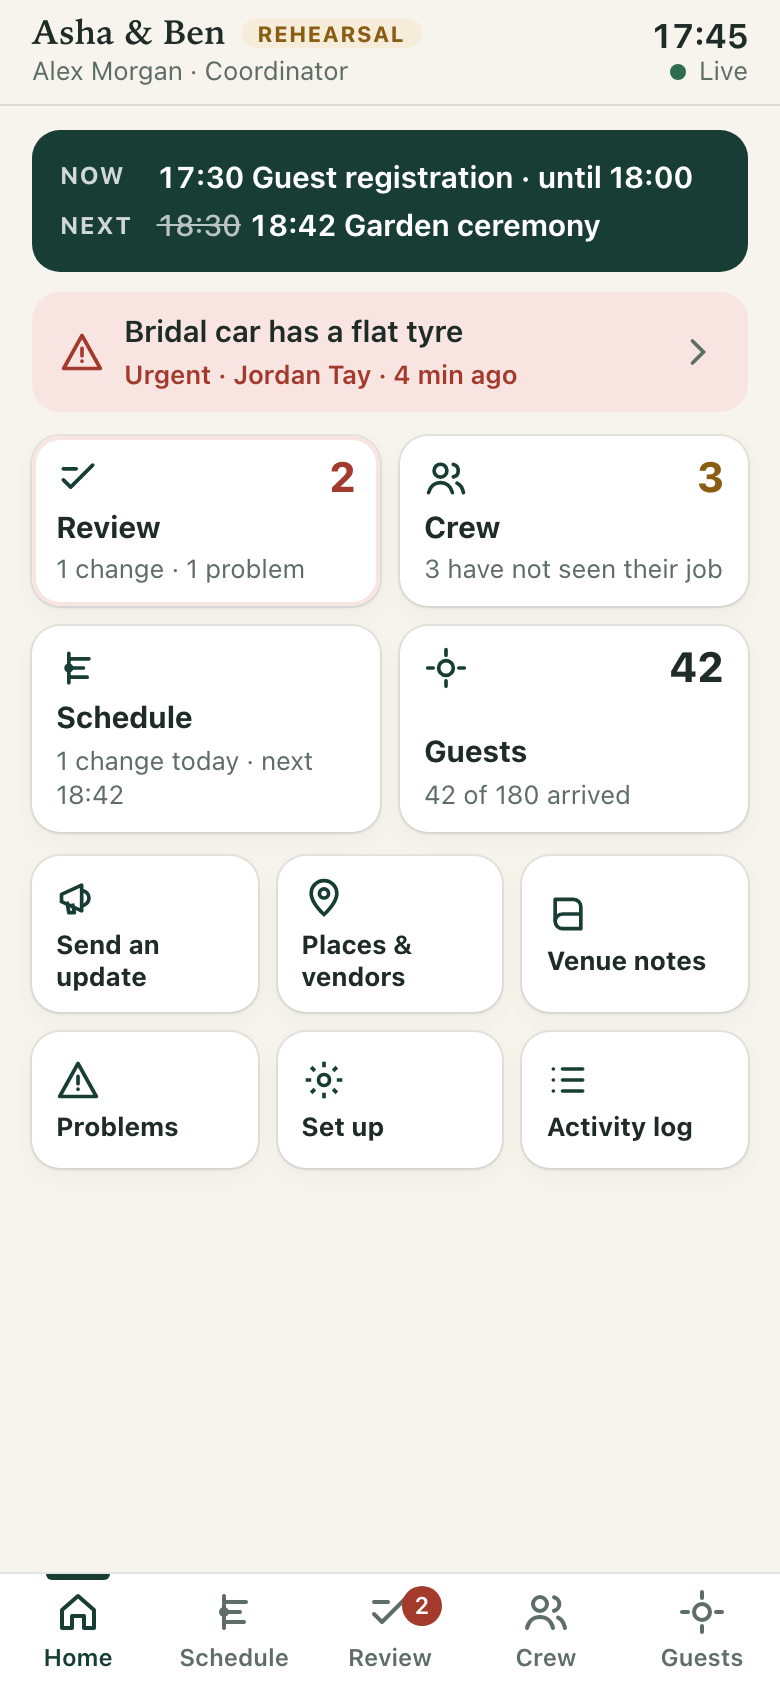 Asha & Ben REHEARSAL 17:45
Alex Morgan · Coordinator Live
NOW 17:30 Guest registration · until 18:00
NEXT 18:30 18:42 Garden ceremony
Bridal car has a flat tyre
Urgent · Jordan Tay · 4 min ago
2
Review
1 change · 1 problem
3
Crew
3 have not seen their job
Schedule
1 change today · next
18:42
42
Guests
42 of 180 arrived
Send an
update
Places &
vendors
Venue notes
Problems
Set up
Activity log
2
Home Schedule Review Crew Guests